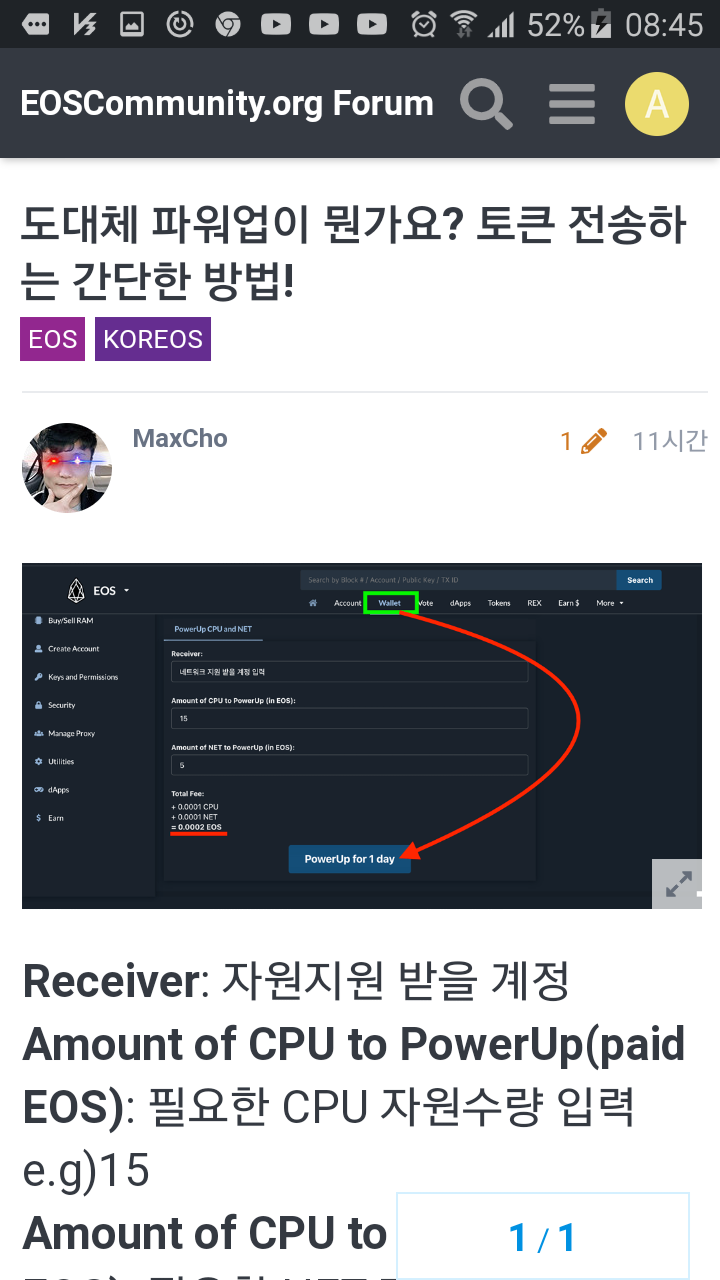 52% 08:45
EOSCommunity.org Forum A
도대체 파워업이 뭔가요? 토큰 전송하
는 간단한 방법!
EOS KOREOS
MaxCho 1 11시간
Search by Block # / Account / Public Key / TX ID Search
EOS
Account Wallet Vote dApps Tokens REX Earn $ More
Buy/Sell RAM
Create Account
Keys and Permissions
Security
Manage Proxy
Utilities
dApps
$ Earn
PowerUp CPU and NET
Receiver:
네트워크 지원 받을 계정 입력
Amount of CPU to PowerUp (in EOS):
15
Amount of NET to PowerUp (in EOS):
5
Total Fee:
+ 0.0001 CPU
+ 0.0001 NET
= 0.0002 EOS
PowerUp for 1 day
Receiver: 자원지원 받을 계정
Amount of CPU to PowerUp(paid
EOS): 필요한 CPU 자원수량 입력
e.g)15
Amount of CPU to
1 / 1